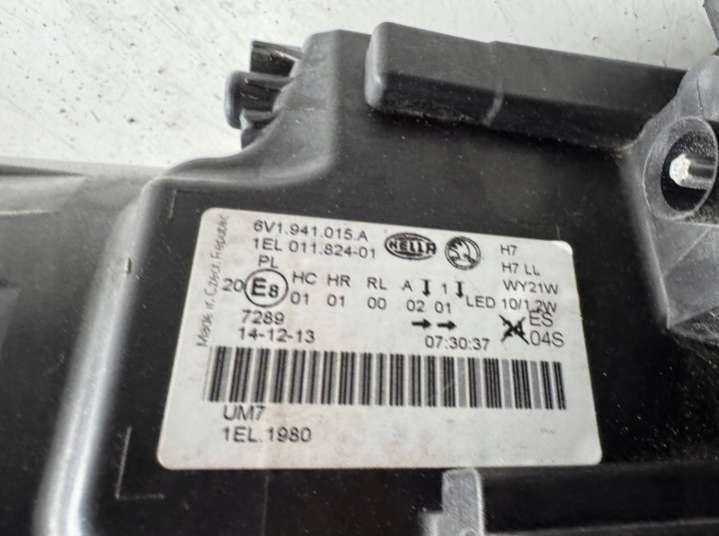 6V1.941.015.A
1EL 011.824-01
PL
HELLA
H7
H7 LL
WY21W
LED 10/1,2W
20 E8 HC HR RL A 1
01 01 00 02 01
7289
14-12-13
07:30:37
24 ES
04S
Made in Czech Republic
UM7
1EL.1980